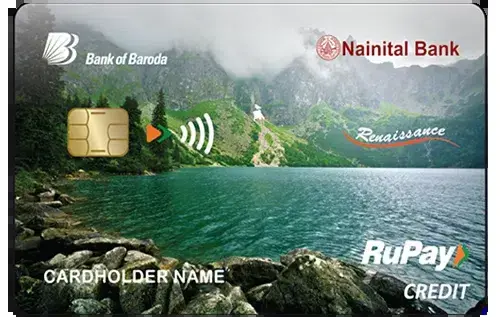 Bank of Baroda
Nainital Bank
Renaissance
RuPay
CARDHOLDER NAME
CREDIT